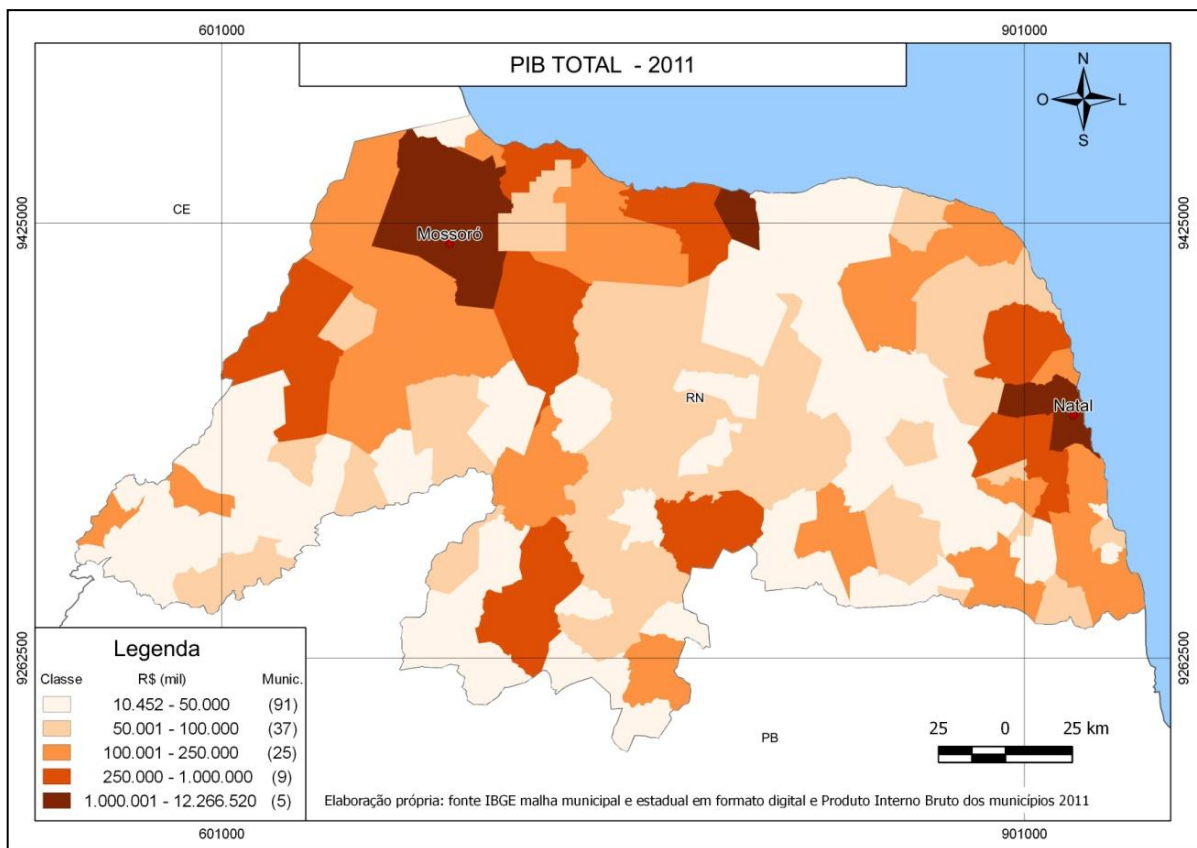 601000
901000
PIB TOTAL - 2011
N
O
L
S
CE
9425000
9425000
Mossoró
RN
Natal
Legenda
Classe R$ (mil) Munic.
10.452 - 50.000 (91)
50.001 - 100.000 (37)
100.001 - 250.000 (25)
250.000 - 1.000.000 (9)
1.000.001 - 12.266.520 (5)
9262500
9262500
25 0 25 km
PB
Elaboração própria: fonte IBGE malha municipal e estadual em formato digital e Produto Interno Bruto dos municípios 2011
601000
901000